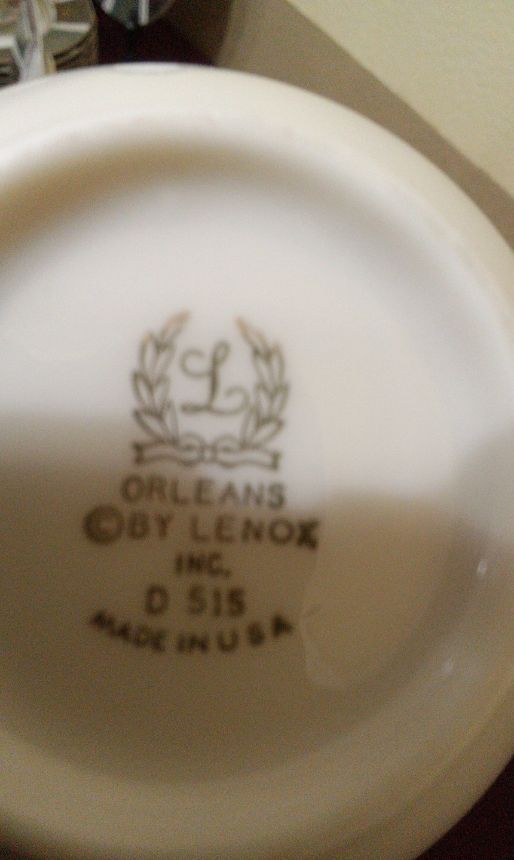 L
ORLEANS
©BY LENOX
INC.
D 515
MADE IN U S A